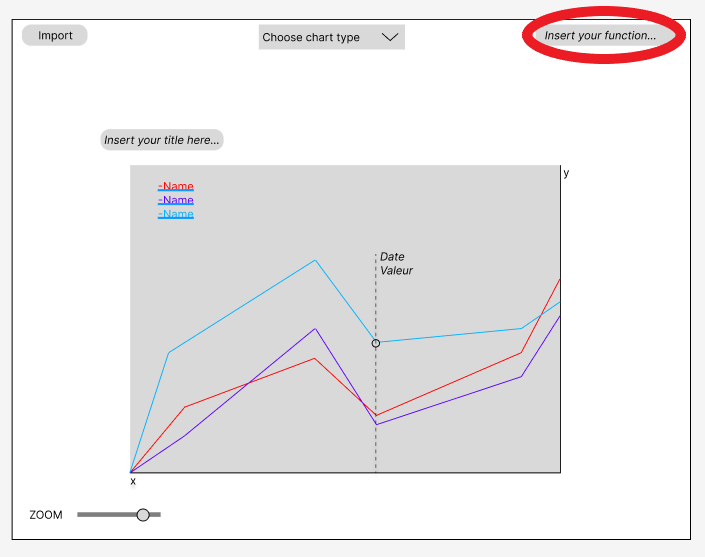 Import
Choose chart type
Insert your function...
Insert your title here...
y
-Name
-Name
-Name
Date
Valeur
x
ZOOM